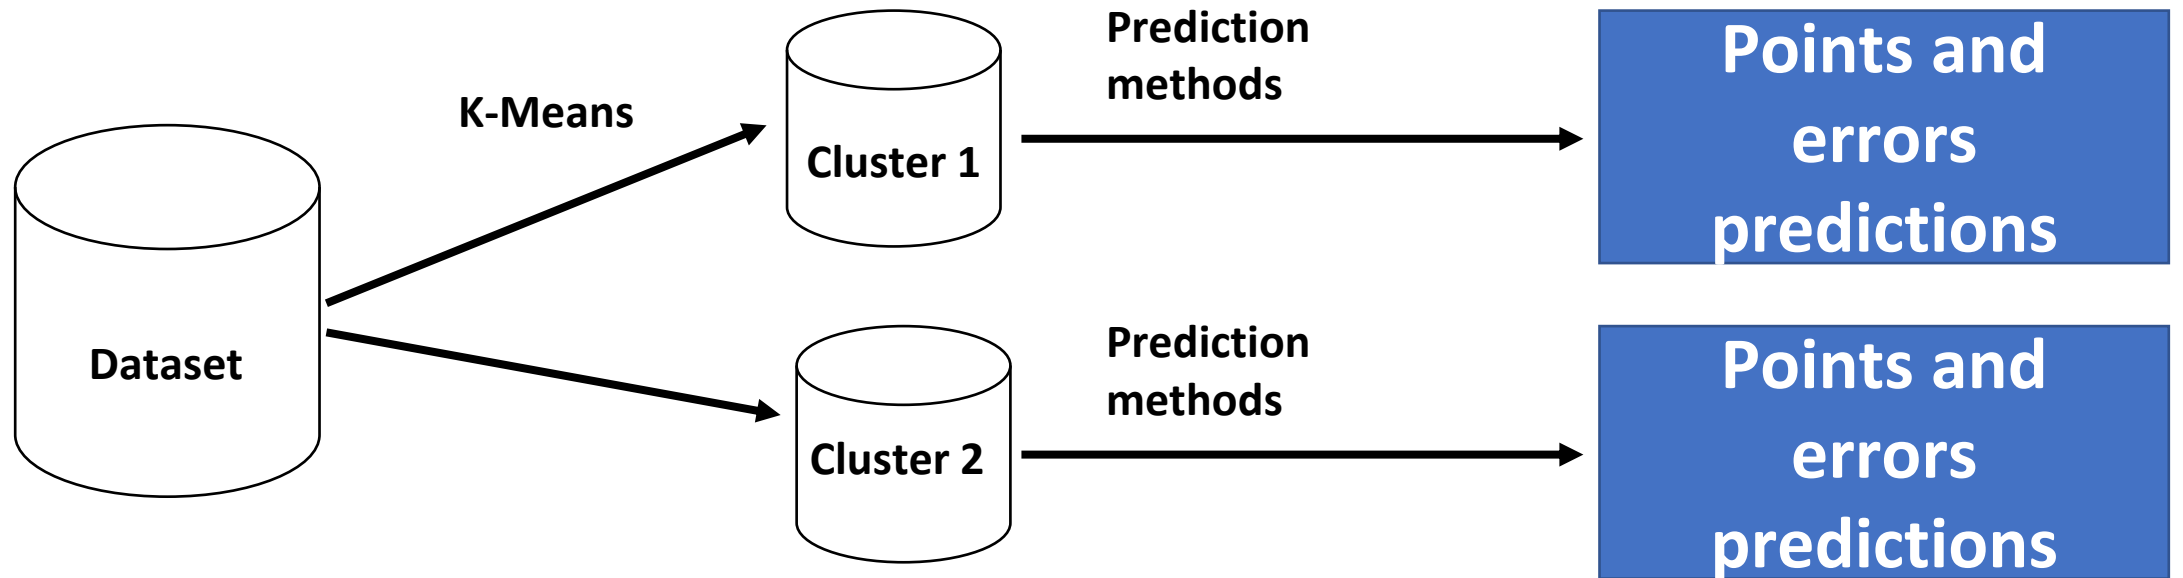 Dataset
K-Means
Cluster 1
Prediction
methods
Points and
errors
predictions
Cluster 2
Prediction
methods
Points and
errors
predictions